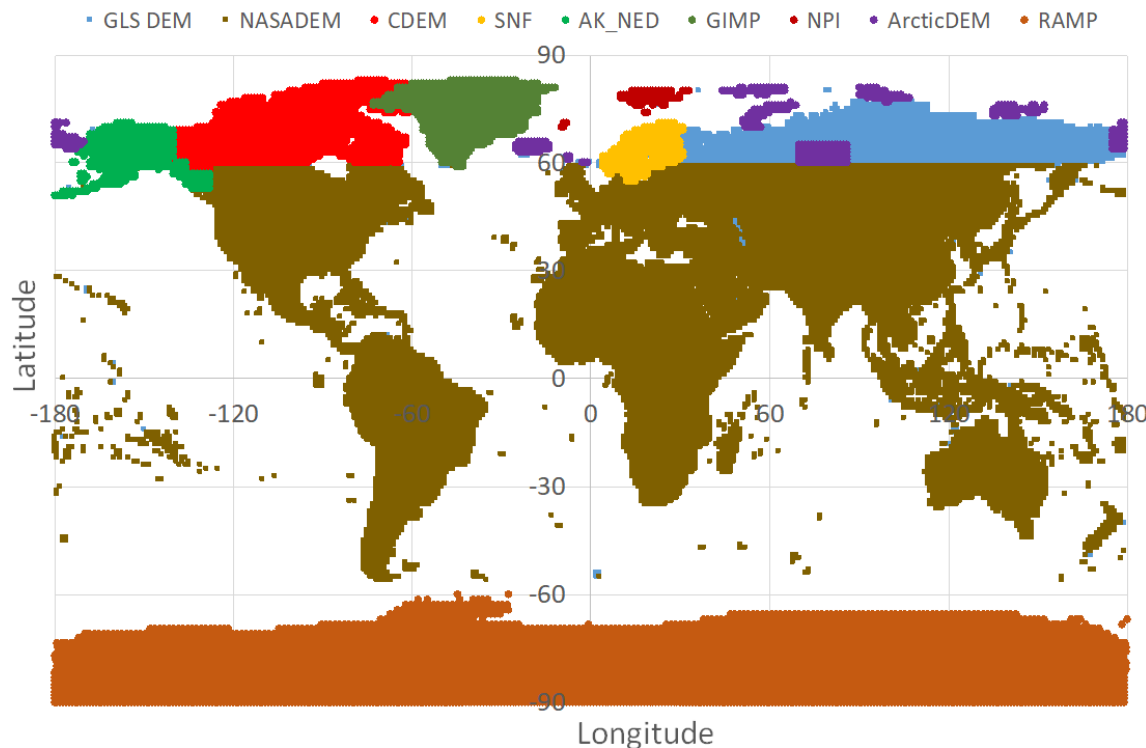 GLS DEM NASADEM CDEM SNF AK_NED GIMP NPI ArcticDEM RAMP
90
60
30
0
-180 -120 -60 0 60 120 180
-30
-60
-90
Latitude
Longitude